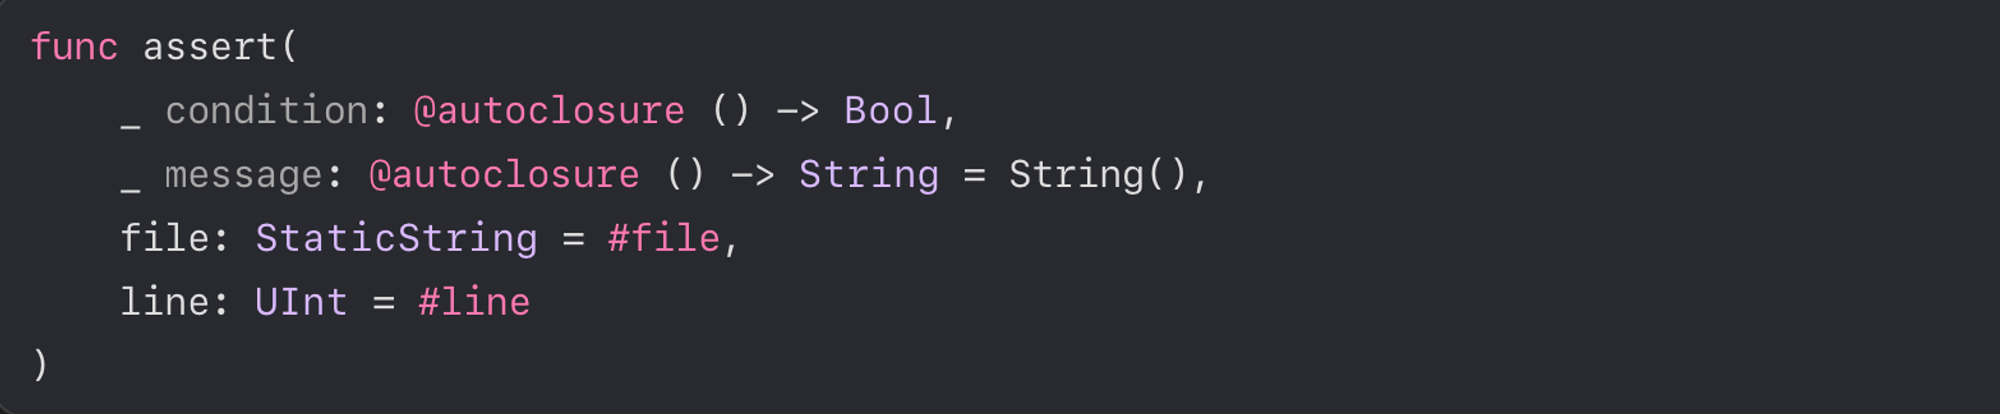 func assert(
    _ condition: @autoclosure () -> Bool,
    _ message: @autoclosure () -> String = String(),
    file: StaticString = #file,
    line: UInt = #line
)